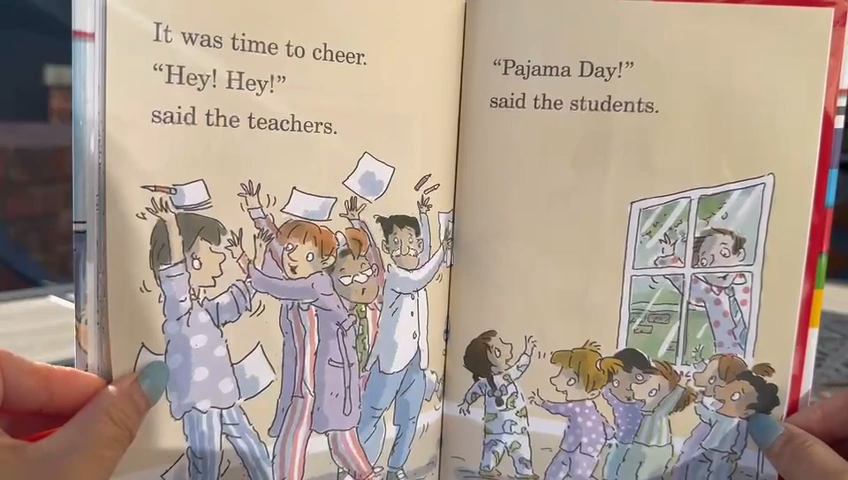 It was time to cheer.
“Hey! Hey!”
said the teachers.
“Pajama Day!”
said the students.